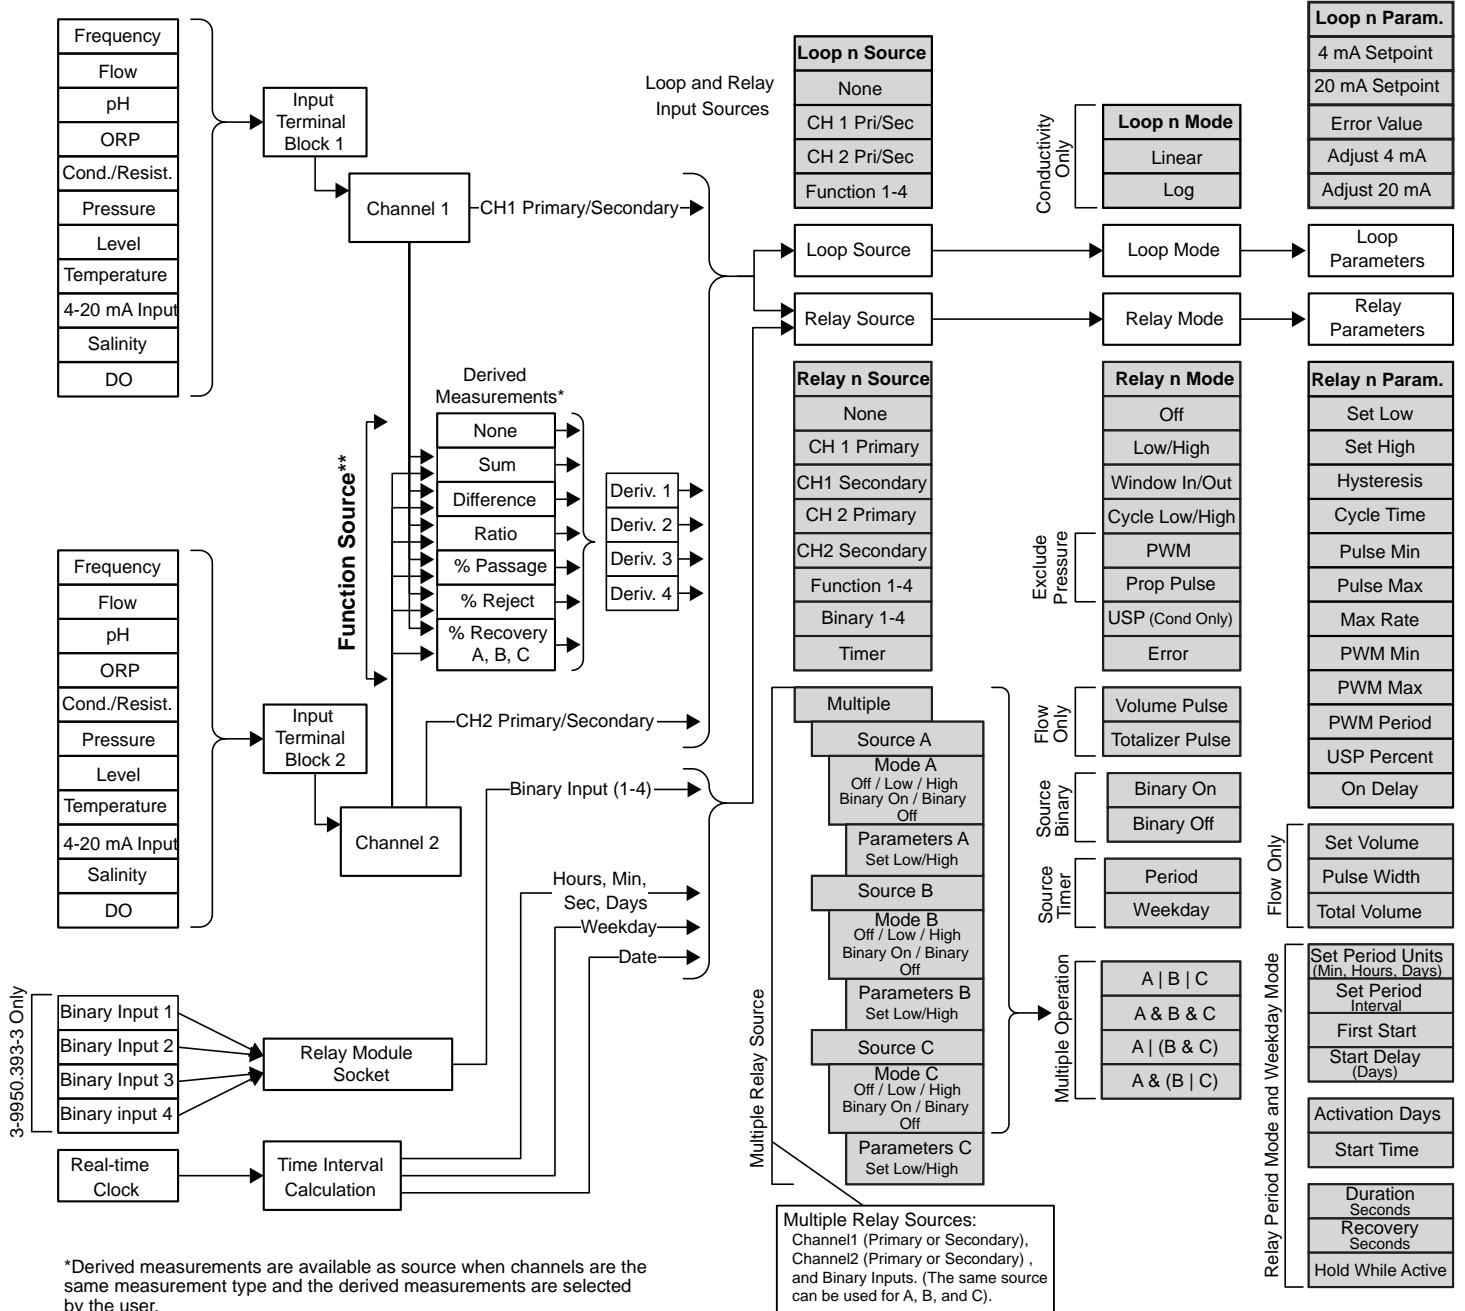 Frequency
Flow
pH
ORP
Cond./Resist.
Pressure
Level
Temperature
4-20 mA Input
Salinity
DO
Input
Terminal
Block 1
Channel 1
CH1 Primary/Secondary
Loop and Relay
Input Sources
Derived
Measurements*
None
Sum
Difference
Ratio
% Passage
% Reject
% Recovery
A, B, C
Function Source**
Deriv. 1
Deriv. 2
Deriv. 3
Deriv. 4
Frequency
Flow
pH
ORP
Cond./Resist.
Pressure
Level
Temperature
4-20 mA Input
Salinity
DO
Input
Terminal
Block 2
Channel 2
CH2 Primary/Secondary
Binary Input (1-4)
Hours, Min,
Sec, Days
Weekday
Date
3-9950.393-3 Only
Binary Input 1
Binary Input 2
Binary Input 3
Binary input 4
Relay Module
Socket
Real-time
Clock
Time Interval
Calculation
*Derived measurements are available as source when channels are the
same measurement type and the derived measurements are selected
by the user.
Loop n Source
None
CH 1 Pri/Sec
CH 2 Pri/Sec
Function 1-4
Loop Source
Relay Source
Relay n Source
None
CH 1 Primary
CH1 Secondary
CH 2 Primary
CH2 Secondary
Function 1-4
Binary 1-4
Timer
Multiple
Source A
Mode A
Off / Low / High
Binary On / Binary
Off
Parameters A
Set Low/High
Source B
Mode B
Off / Low / High
Binary On / Binary
Off
Parameters B
Set Low/High
Source C
Mode C
Off / Low / High
Binary On / Binary
Off
Parameters C
Set Low/High
Multiple Relay Source
Multiple Relay Sources:
Channel1 (Primary or Secondary),
Channel2 (Primary or Secondary) ,
and Binary Inputs. (The same source
can be used for A, B, and C).
Conductivity
Only
Loop n Mode
Linear
Log
Loop Mode
Relay Mode
Relay n Mode
Off
Low/High
Window In/Out
Cycle Low/High
PWM
Prop Pulse
USP (Cond Only)
Error
Exclude
Pressure
Flow
Only
Volume Pulse
Totalizer Pulse
Source
Binary
Binary On
Binary Off
Source
Timer
Period
Weekday
Multiple Operation
A | B | C
A & B & C
A | (B & C)
A & (B | C)
Loop n Param.
4 mA Setpoint
20 mA Setpoint
Error Value
Adjust 4 mA
Adjust 20 mA
Loop
Parameters
Relay
Parameters
Relay n Param.
Set Low
Set High
Hysteresis
Cycle Time
Pulse Min
Pulse Max
Max Rate
PWM Min
PWM Max
PWM Period
USP Percent
On Delay
Flow Only
Set Volume
Pulse Width
Total Volume
Relay Period Mode and Weekday Mode
Set Period Units
(Min, Hours, Days)
Set Period
Interval
First Start
Start Delay
(Days)
Activation Days
Start Time
Duration
Seconds
Recovery
Seconds
Hold While Active